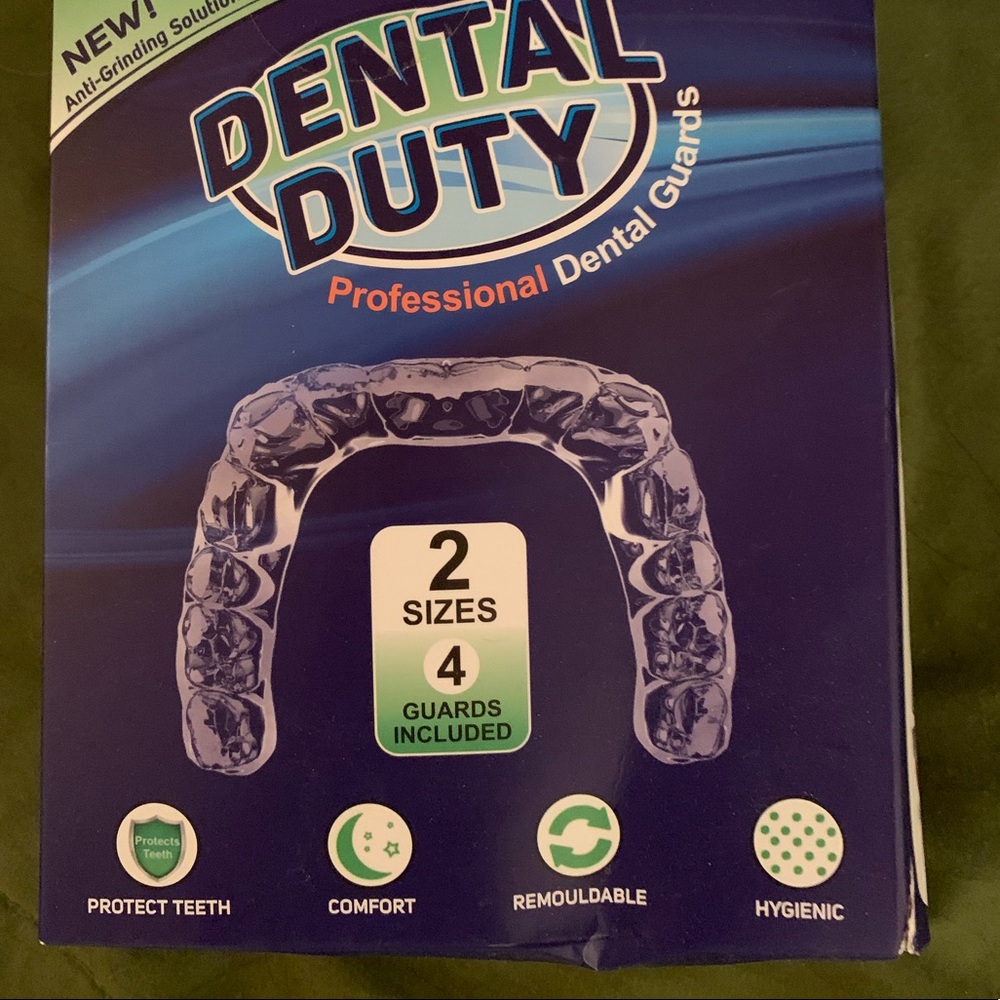 NEW!
Anti-Grinding Solution
DENTAL
DUTY
Professional Dental Guards
2
SIZES
4
GUARDS
INCLUDED
Protects
Teeth
PROTECT TEETH
COMFORT
REMOULDABLE
HYGIENIC